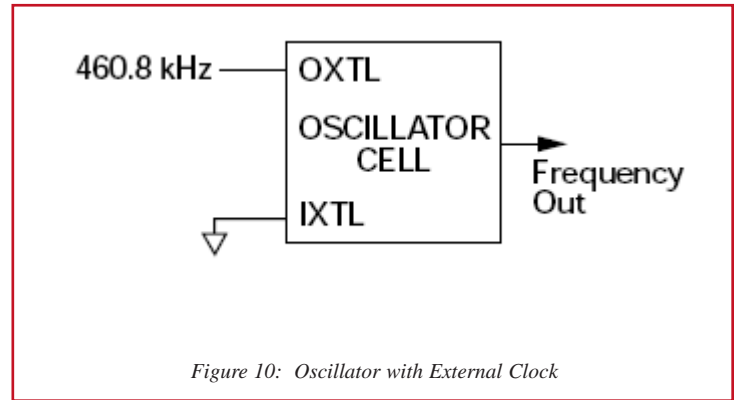 460.8 kHz
OXTL
OSCILLATOR
CELL
IXTL
Frequency
Out
Figure 10: Oscillator with External Clock